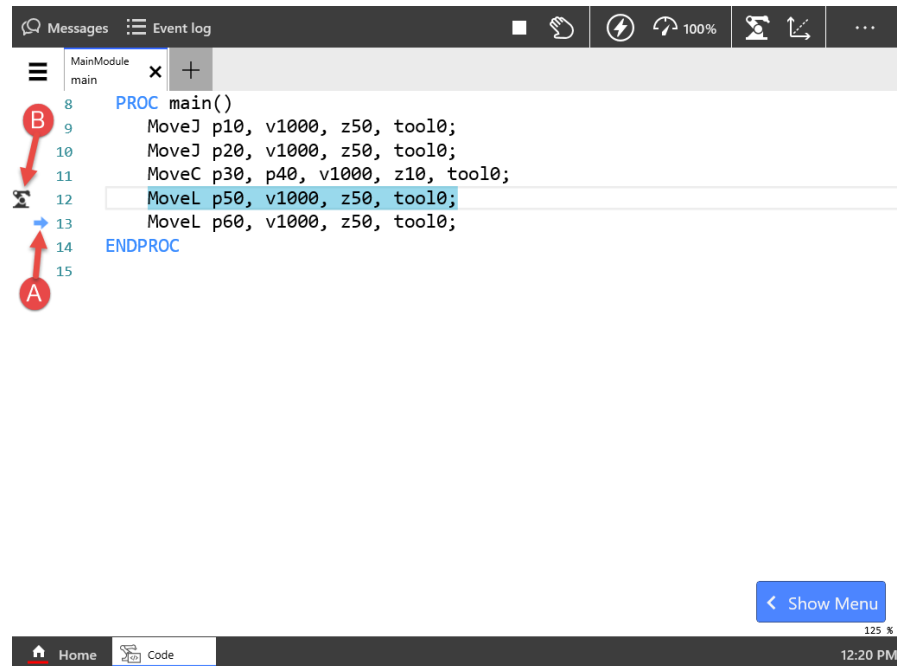 Messages Event log 100% ...
MainModule
main
8 PROC main()
B
9 MoveJ p10, v1000, z50, tool0;
10 MoveJ p20, v1000, z50, tool0;
11 MoveC p30, p40, v1000, z10, tool0;
12 MoveL p50, v1000, z50, tool0;
13 MoveL p60, v1000, z50, tool0;
14 ENDPROC
15
A
Show Menu
125 %
Home Code 12:20 PM